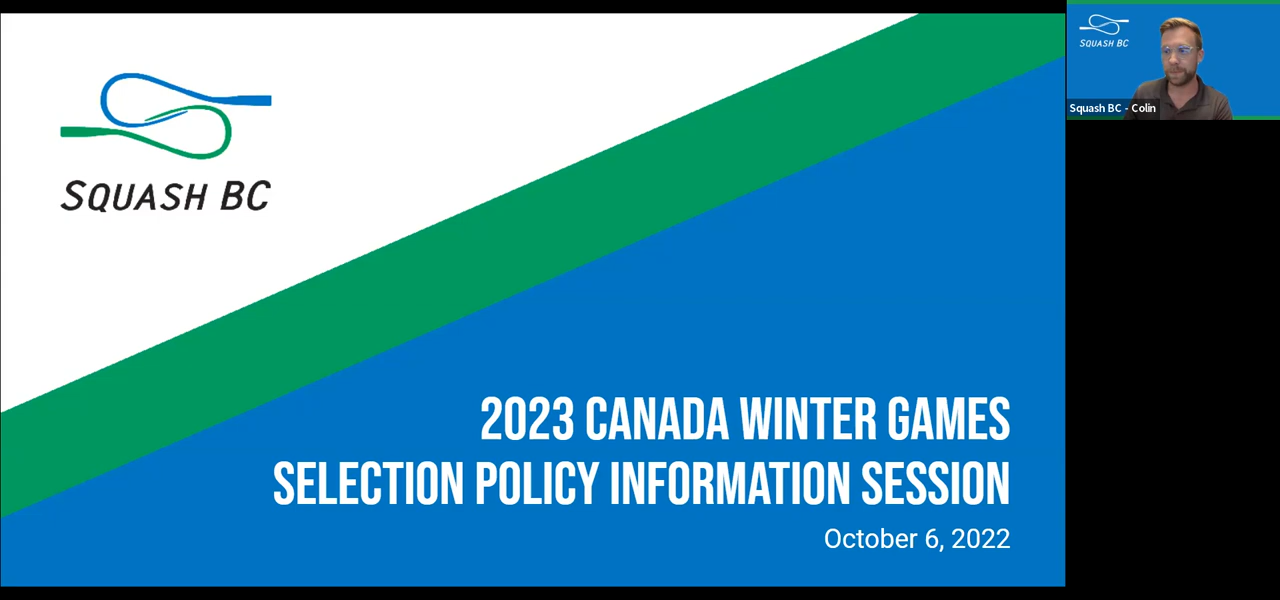 SQUASH BC
2023 CANADA WINTER GAMES
SELECTION POLICY INFORMATION SESSION
October 6, 2022
SQUASH BC
Squash BC - Colin